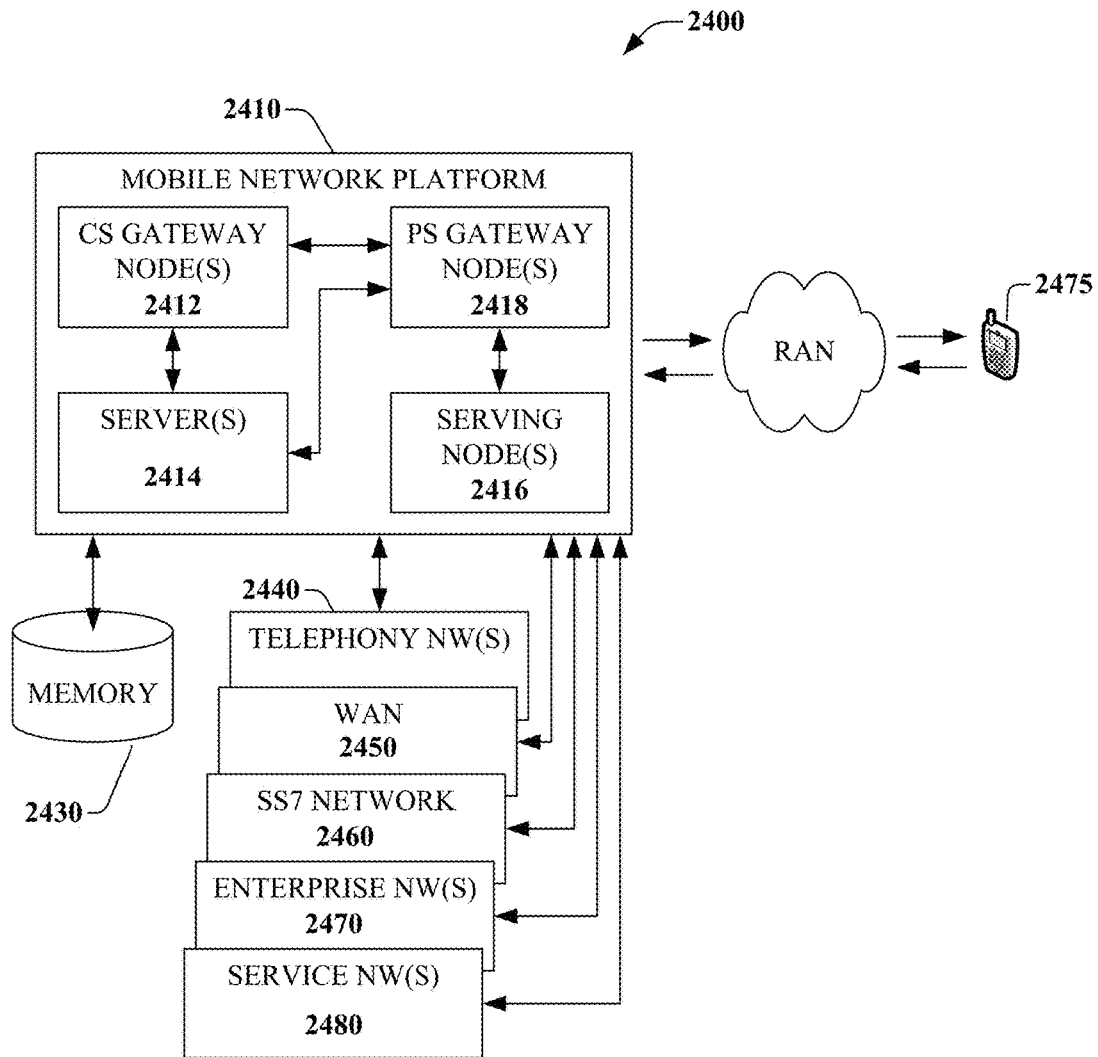 2400
2410
MOBILE NETWORK PLATFORM
CS GATEWAY
NODE(S)
2412
PS GATEWAY
NODE(S)
2418
SERVER(S)
2414
SERVING
NODE(S)
2416
RAN
2475
2440
TELEPHONY NW(S)
MEMORY
2430
WAN
2450
SS7 NETWORK
2460
ENTERPRISE NW(S)
2470
SERVICE NW(S)
2480